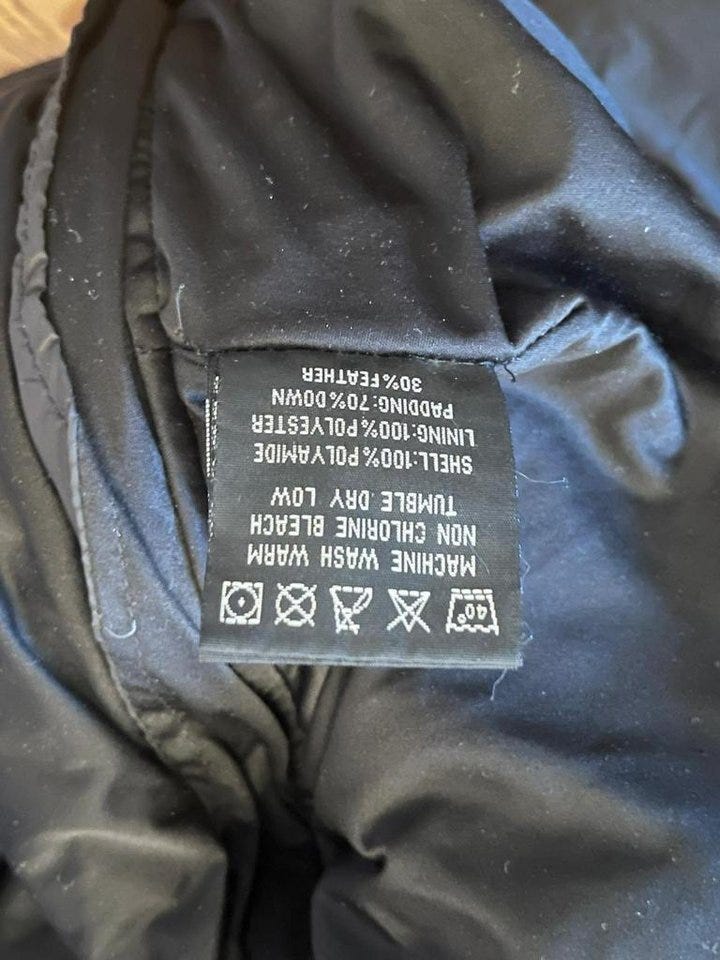 40°
MACHINE WASH WARM
NON CHLORINE BLEACH
TUMBLE DRY LOW
SHELL:100%POLYAMIDE
LINING:100%POLYESTER
PADDING:70%DOWN
30%FEATHER